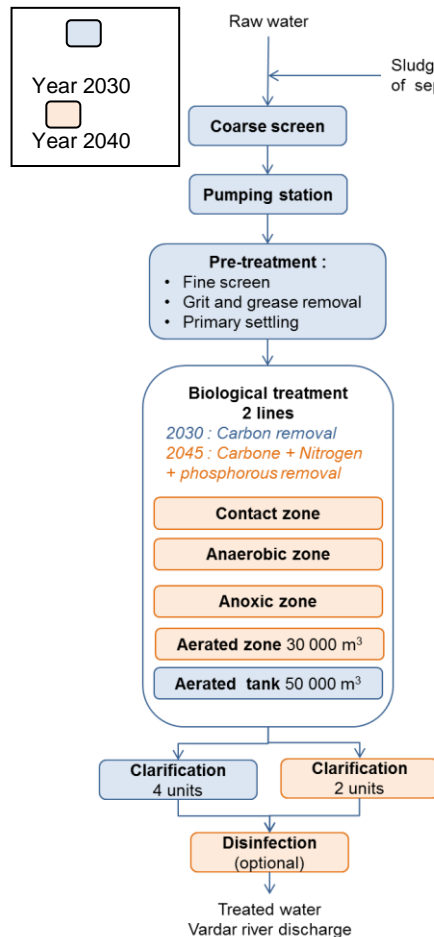 Raw water
Year 2030
Year 2040
Sludg
of sep
Coarse screen
Pumping station
Pre-treatment :
• Fine screen
• Grit and grease removal
• Primary settling
Biological treatment
2 lines
2030 : Carbon removal
2045 : Carbone + Nitrogen
+ phosphorous removal
Contact zone
Anaerobic zone
Anoxic zone
Aerated zone 30 000 m³
Aerated tank 50 000 m³
Clarification
4 units
Clarification
2 units
Disinfection
(optional)
Treated water
Vardar river discharge